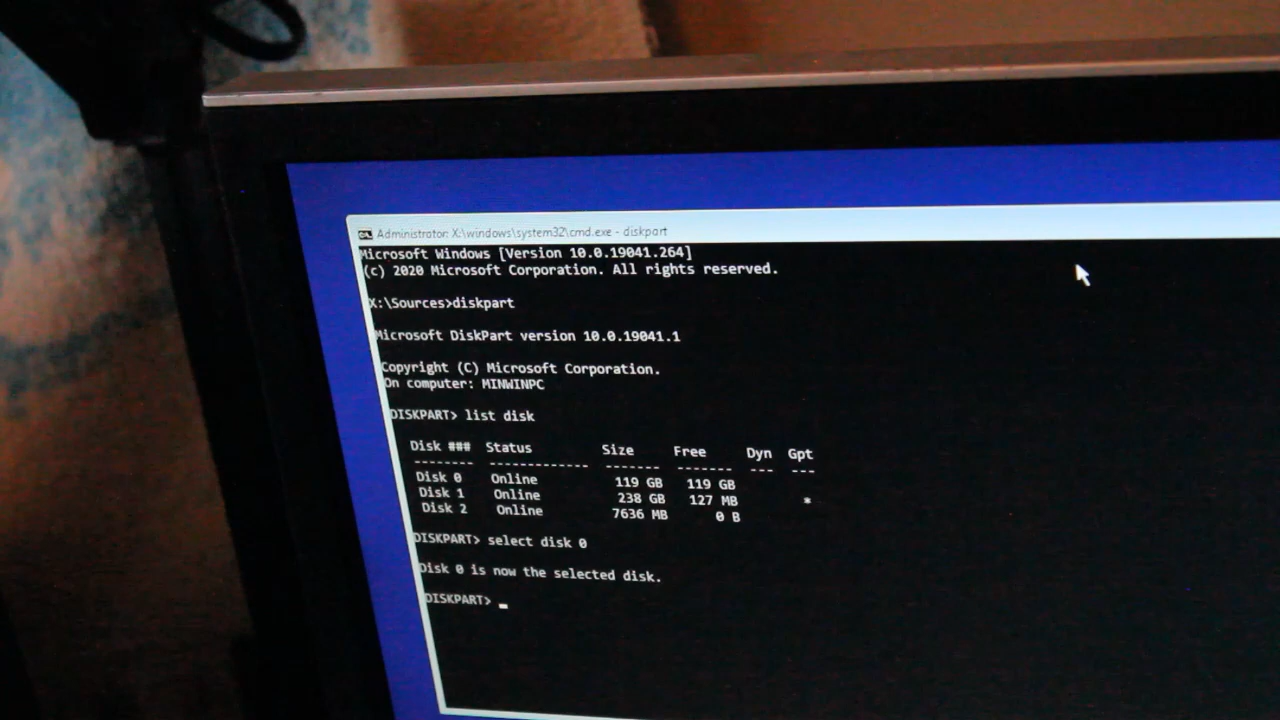 Administrator: X:\windows\system32\cmd.exe - diskpart
Microsoft Windows [Version 10.0.19041.264]
(c) 2020 Microsoft Corporation. All rights reserved.
X:\Sources>diskpart
Microsoft DiskPart version 10.0.19041.1
Copyright (C) Microsoft Corporation.
On computer: MINWINPC
DISKPART> list disk
Disk ### Status Size Free Dyn Gpt
-------- ------------- ------- ------- --- ---
Disk 0 Online 119 GB 119 GB
Disk 1 Online 238 GB 127 MB *
Disk 2 Online 7636 MB 0 B
DISKPART> select disk 0
Disk 0 is now the selected disk.
DISKPART>